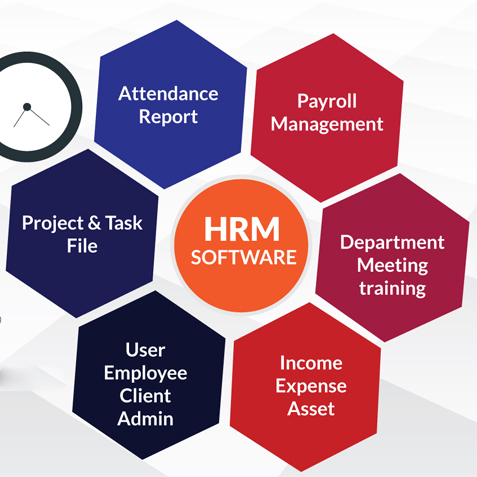 Attendance
Report
Payroll
Management
Project & Task
File
HRM
SOFTWARE
Department
Meeting
training
User
Employee
Client
Admin
Income
Expense
Asset